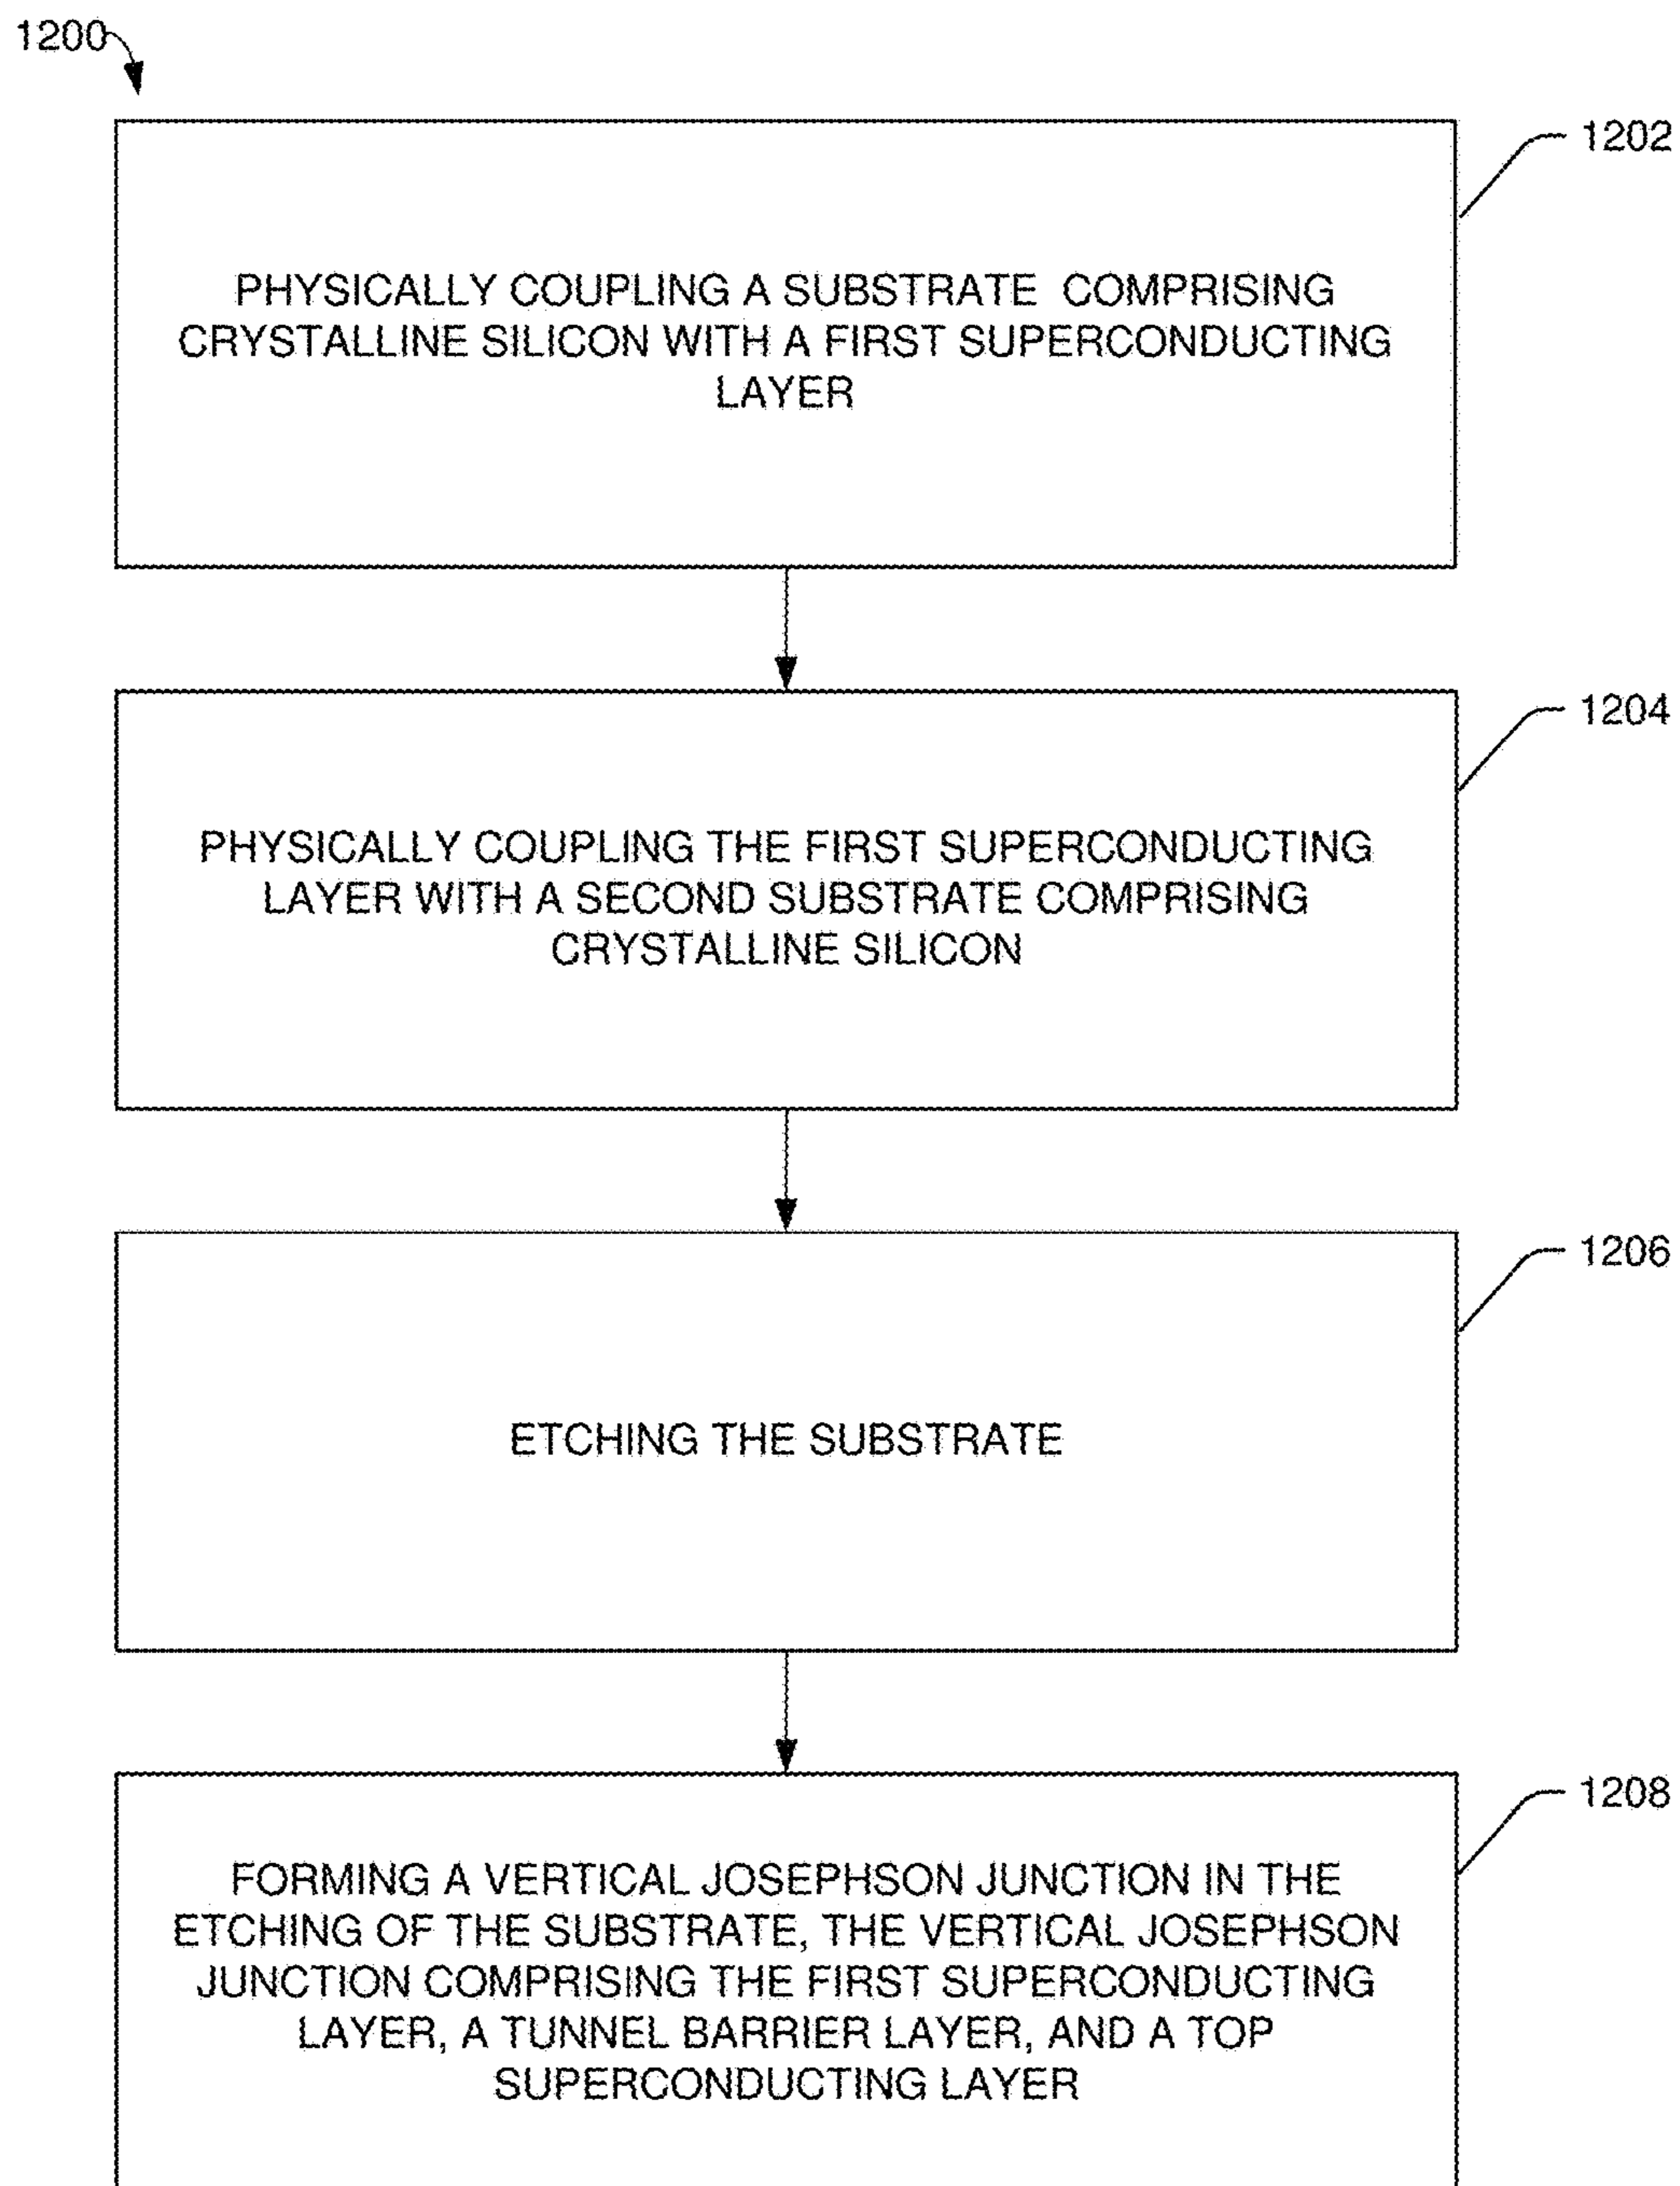 1200
1202
PHYSICALLY COUPLING A SUBSTRATE COMPRISING
CRYSTALLINE SILICON WITH A FIRST SUPERCONDUCTING
LAYER
1204
PHYSICALLY COUPLING THE FIRST SUPERCONDUCTING
LAYER WITH A SECOND SUBSTRATE COMPRISING
CRYSTALLINE SILICON
1206
ETCHING THE SUBSTRATE
1208
FORMING A VERTICAL JOSEPHSON JUNCTION IN THE
ETCHING OF THE SUBSTRATE, THE VERTICAL JOSEPHSON
JUNCTION COMPRISING THE FIRST SUPERCONDUCTING
LAYER, A TUNNEL BARRIER LAYER, AND A TOP
SUPERCONDUCTING LAYER